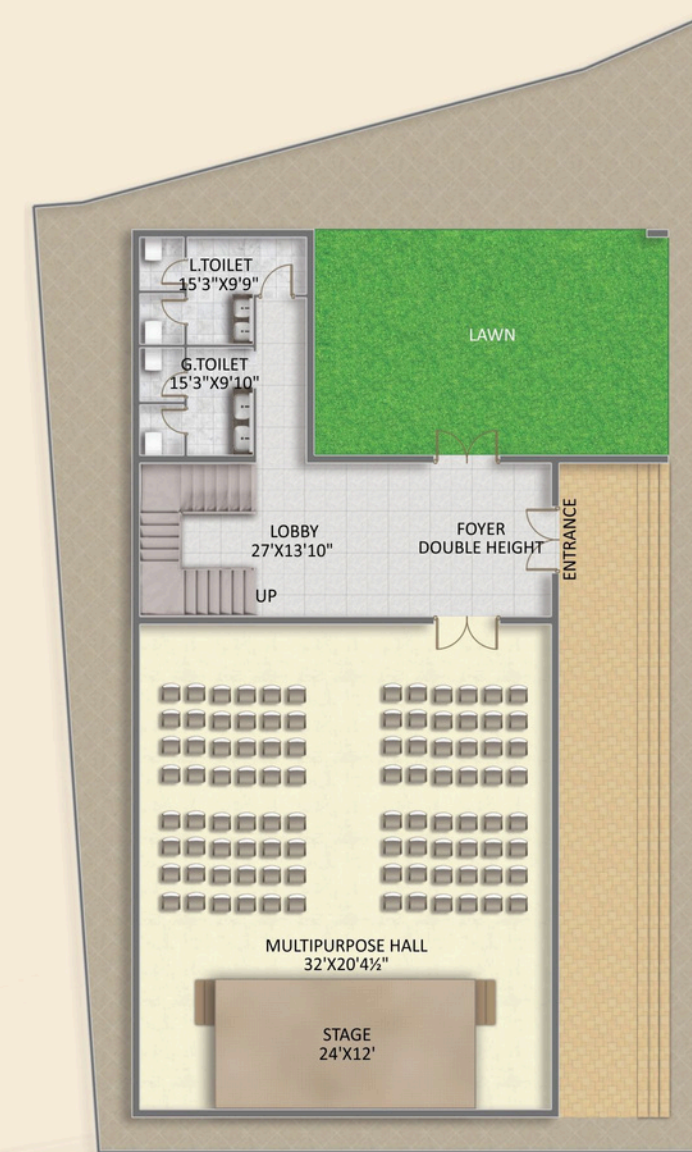 L.TOILET
15'3"X9'9"
LAWN
G.TOILET
15'3"X9'10"
LOBBY
27'X13'10"
FOYER
DOUBLE HEIGHT
ENTRANCE
UP
MULTIPURPOSE HALL
32'X20'4½"
STAGE
24'X12'